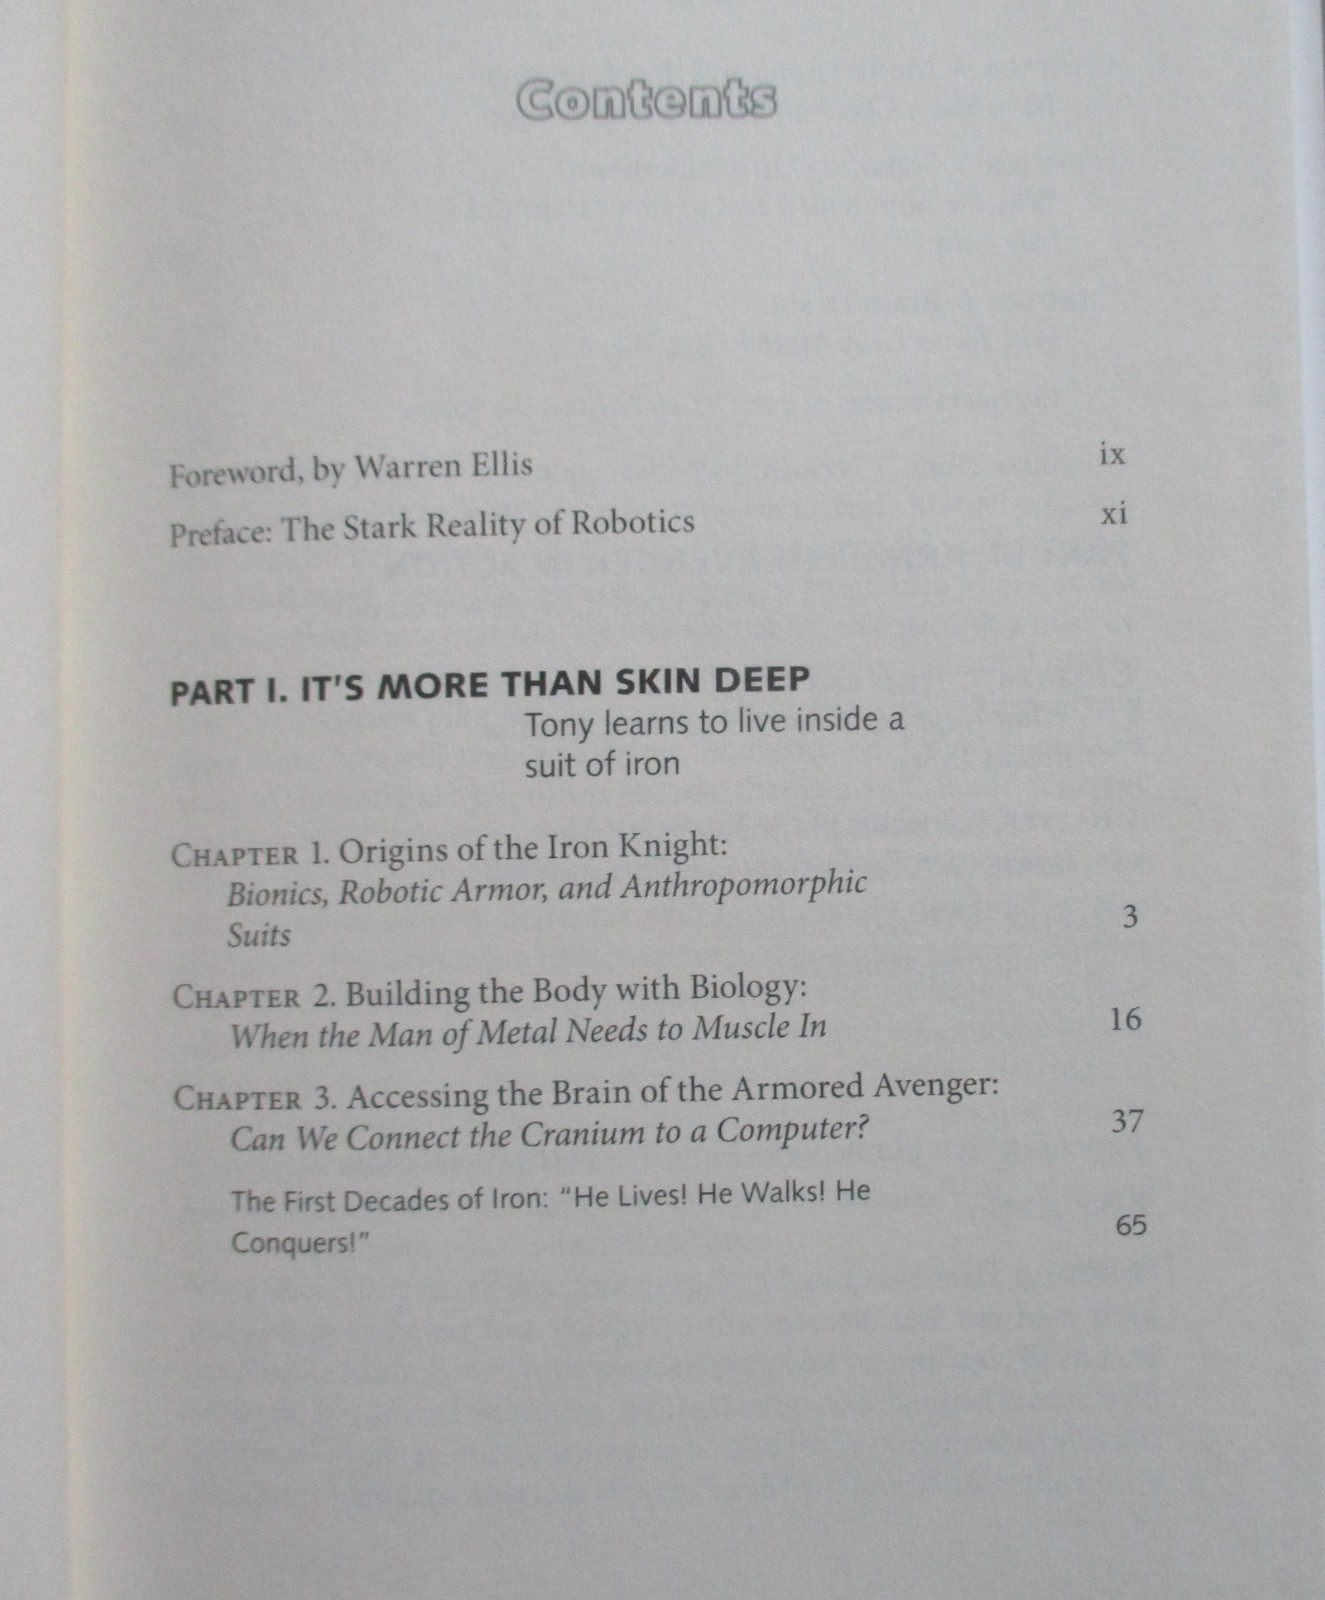 Contents
Foreword, by Warren Ellis ix
Preface: The Stark Reality of Robotics xi
PART I. IT'S MORE THAN SKIN DEEP
Tony learns to live inside a
suit of iron
CHAPTER 1. Origins of the Iron Knight:
Bionics, Robotic Armor, and Anthropomorphic
Suits 3
CHAPTER 2. Building the Body with Biology:
When the Man of Metal Needs to Muscle In 16
CHAPTER 3. Accessing the Brain of the Armored Avenger:
Can We Connect the Cranium to a Computer? 37
The First Decades of Iron: “He Lives! He Walks! He
Conquers!” 65